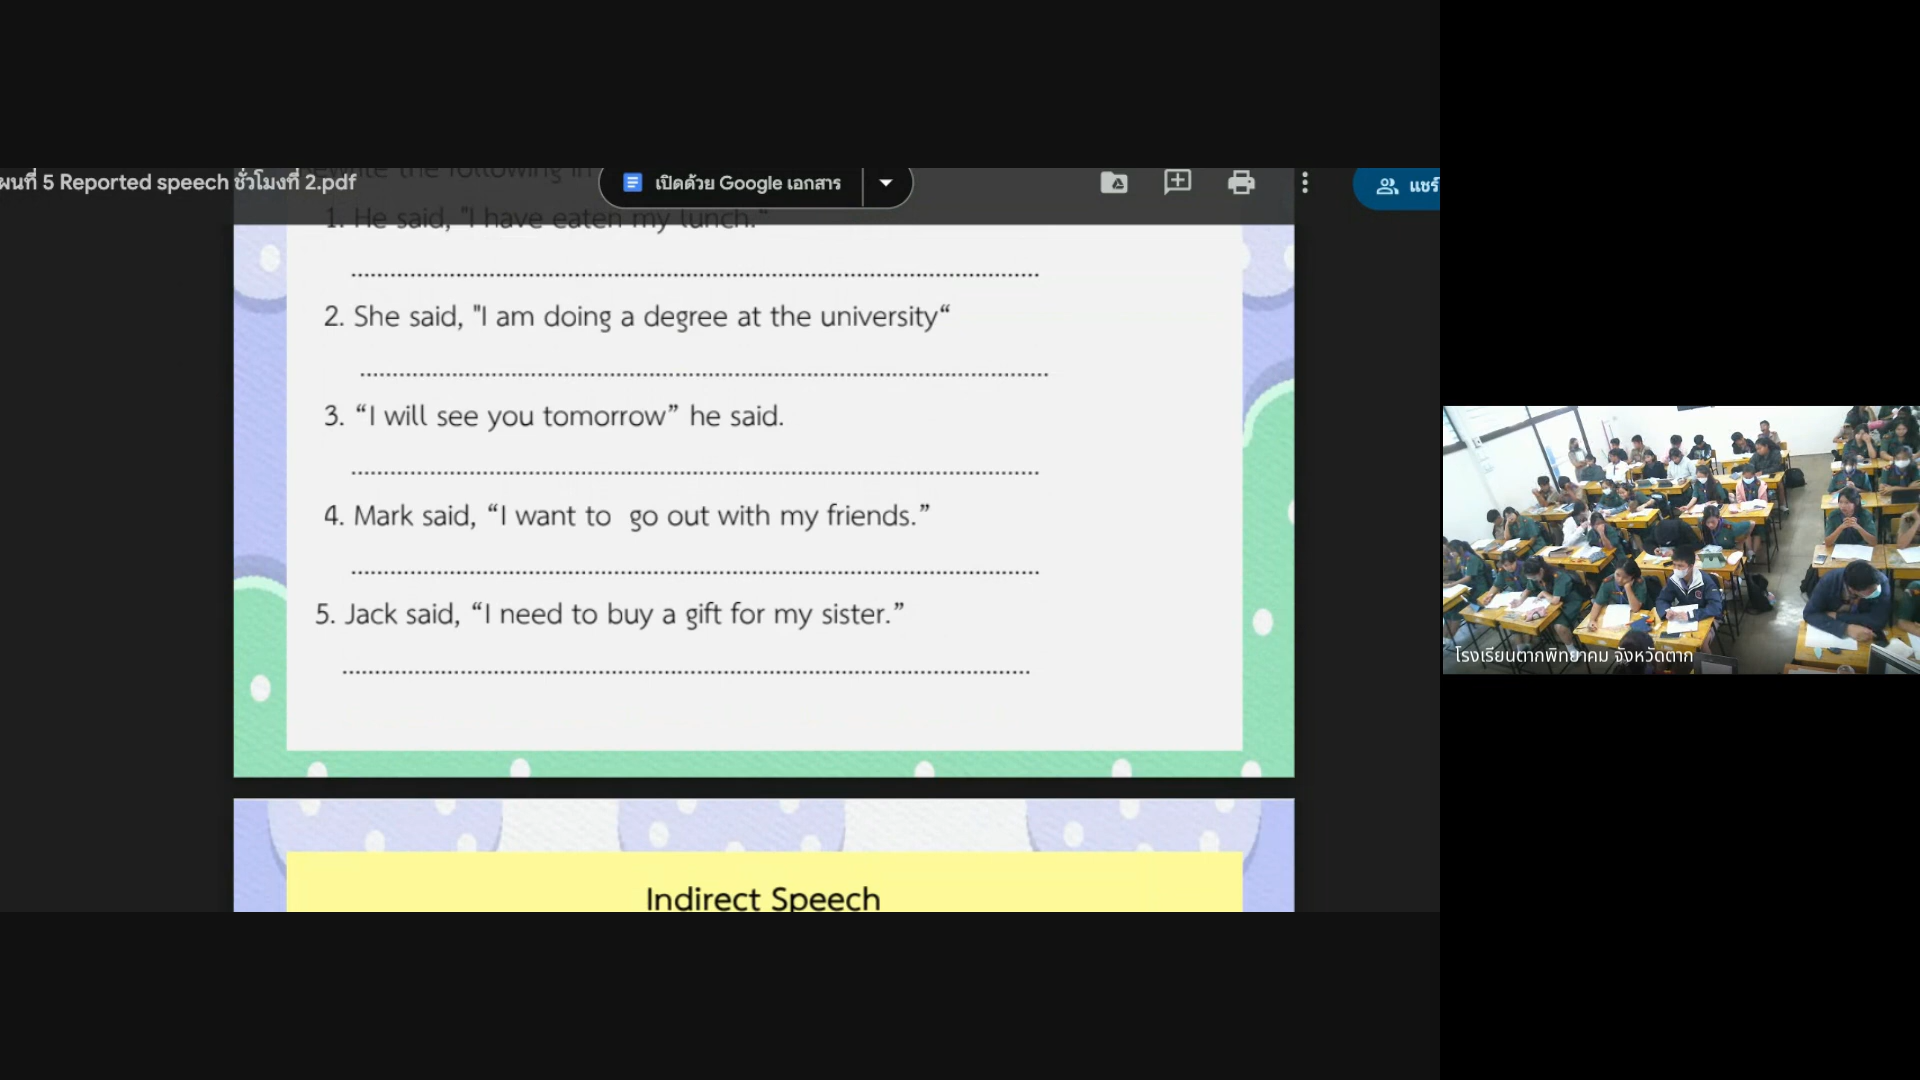 ผนที่ 5 Reported speech ชั่วโมงที่ 2.pdf
เปิดด้วย Google เอกสาร
แชร์
ewrite the following in
1. He said, "I have eaten my lunch.“
2. She said, "I am doing a degree at the university“
3. “I will see you tomorrow” he said.
4. Mark said, “I want to  go out with my friends.”
5. Jack said, “I need to buy a gift for my sister.”
Indirect Speech
โรงเรียนตากพิทยาคม จังหวัดตาก